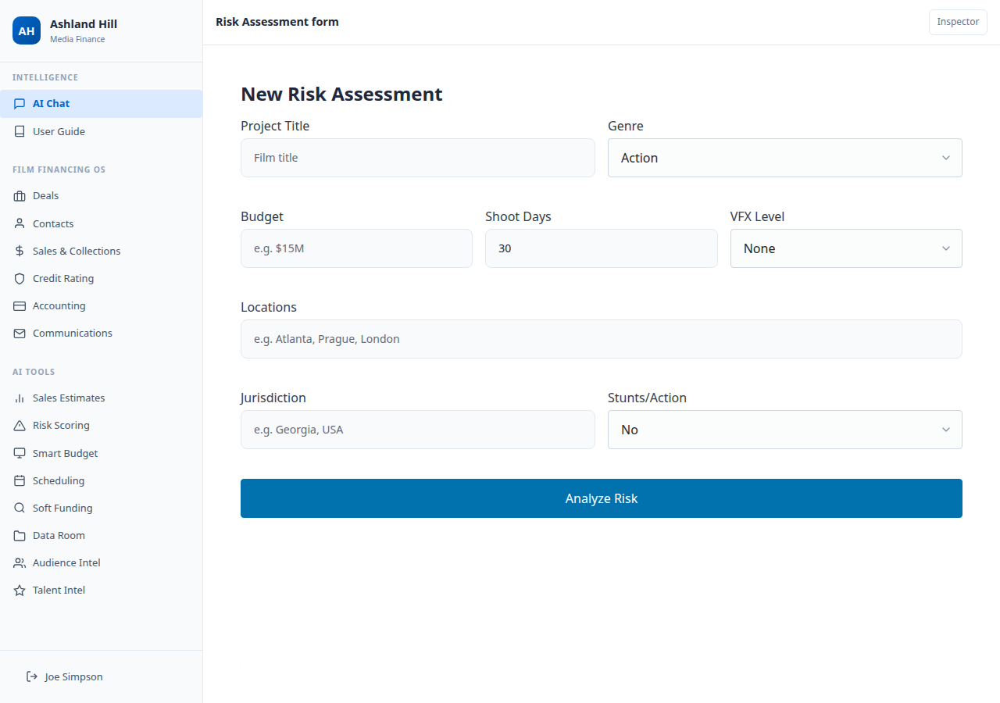 AH
Ashland Hill
Media Finance
INTELLIGENCE
AI Chat
User Guide
FILM FINANCING OS
Deals
Contacts
Sales & Collections
Credit Rating
Accounting
Communications
AI TOOLS
Sales Estimates
Risk Scoring
Smart Budget
Scheduling
Soft Funding
Data Room
Audience Intel
Talent Intel
Joe Simpson
Risk Assessment form
Inspector
New Risk Assessment
Project Title
Genre
Film title
Action
Budget
Shoot Days
VFX Level
e.g. $15M
30
None
Locations
e.g. Atlanta, Prague, London
Jurisdiction
Stunts/Action
e.g. Georgia, USA
No
Analyze Risk